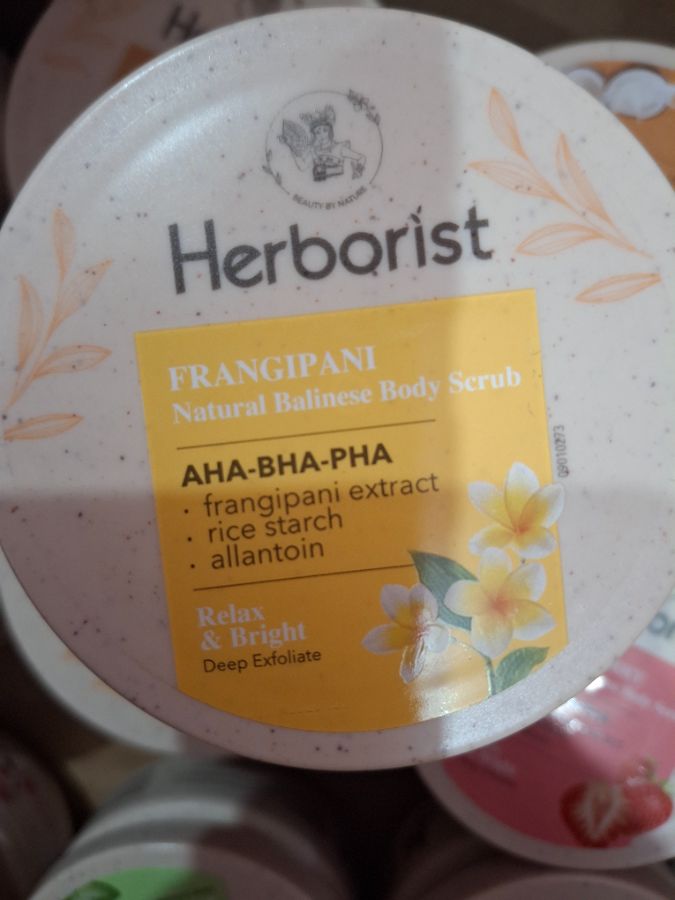 BEAUTY BY NATURE
Herborist
FRANGIPANI
Natural Balinese Body Scrub
AHA-BHA-PHA
· frangipani extract
· rice starch
· allantoin
Relax
& Bright
Deep Exfoliate